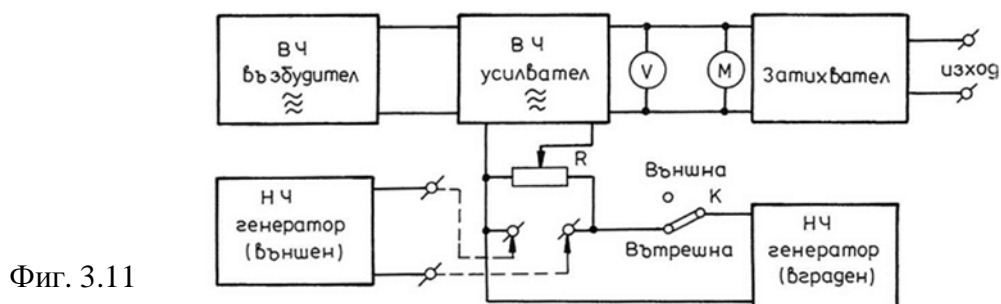 ВЧ
възбудител
≈
ВЧ
усилвател
≈
V
M
Затихвател
изход
НЧ
генератор
(външен)
R
Външна
K
Вътрешна
НЧ
генератор
(вграден)
Фиг. 3.11